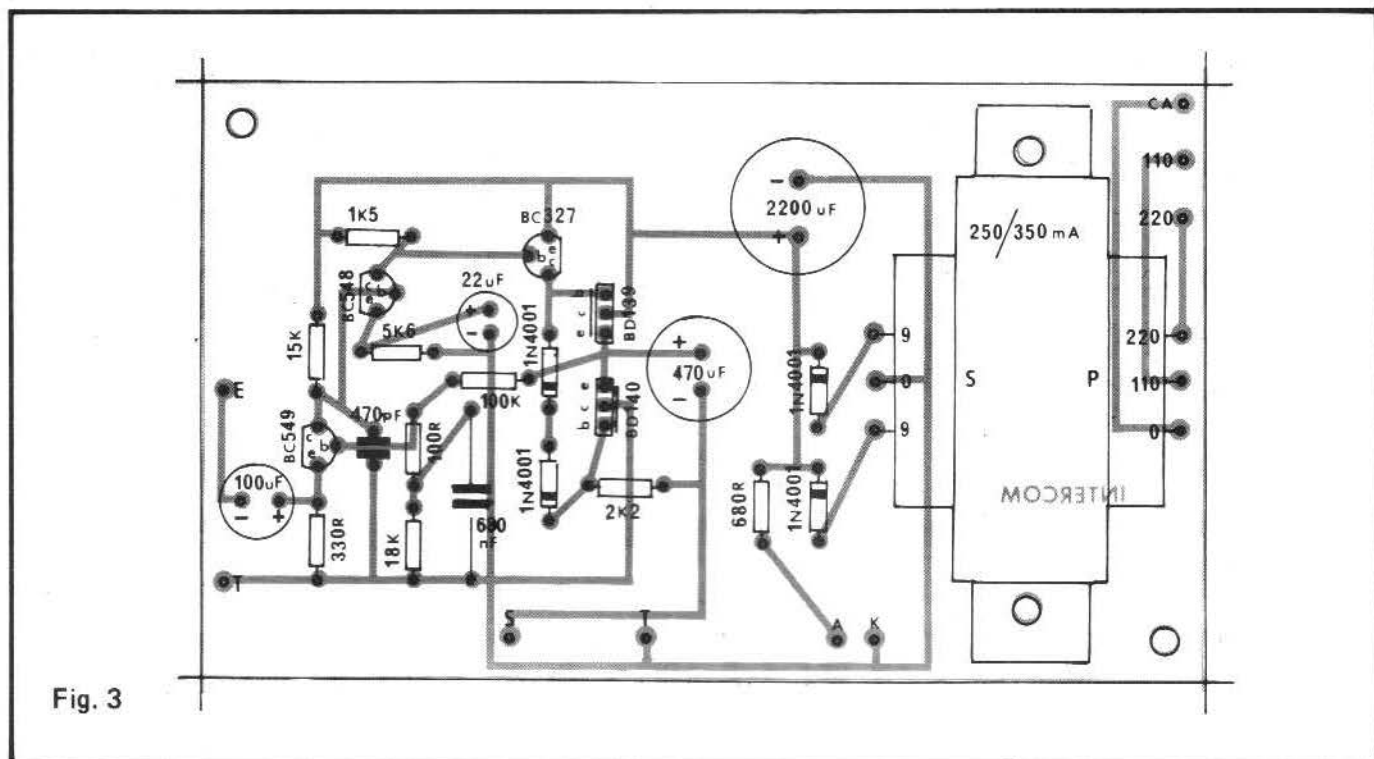 CA
110
220
1K5
BC327
2200 uF
250/350 mA
b e c
BC548
c b e
22uF
b c e
BD139
5K6
1N4001
15K
470uF
1N4001
9
0
9
S
P
220
110
0
E
470pF
100K
e c b
BD140
BC549
c b e
100R
100uF
1N4001
2K2
680R
1N4001
INTERCOM
330R
18K
680 nF
T
S
T
A
K
Fig. 3